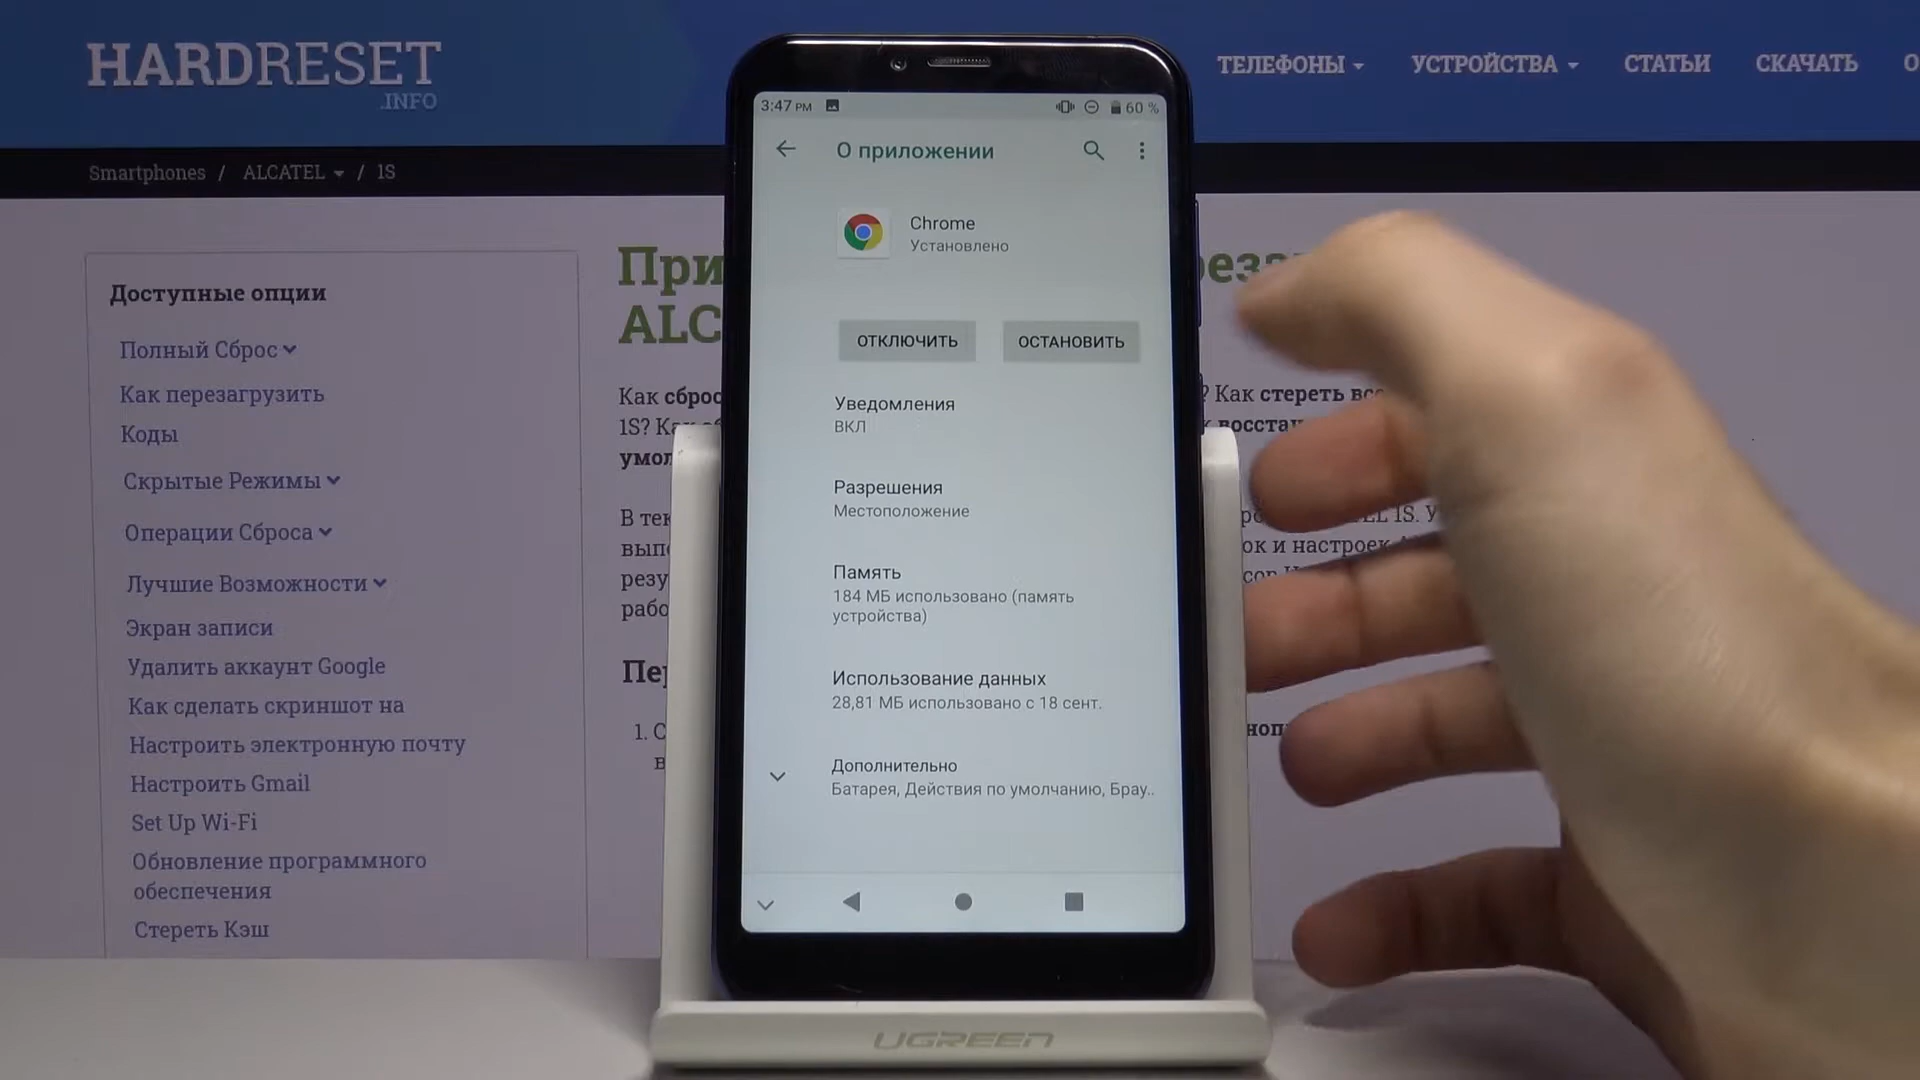 HARDRESET
.INFO
ТЕЛЕФОНЫ
УСТРОЙСТВА
СТАТЬИ
СКАЧАТЬ
О
Smartphones / ALCATEL / 1S
Доступные опции
Полный Сброс
Как перезагрузить
Коды
Скрытые Режимы
Операции Сброса
Лучшие Возможности
Экран записи
Удалить аккаунт Google
Как сделать скриншот на
Настроить электронную почту
Настроить Gmail
Set Up Wi-Fi
Обновление программного
обеспечения
Стереть Кэш
3:47 PM
60 %
О приложении
Chrome
Установлено
ОТКЛЮЧИТЬ
ОСТАНОВИТЬ
Уведомления
ВКЛ
Разрешения
Местоположение
Память
184 МБ использовано (память
устройства)
Использование данных
28,81 МБ использовано с 18 сент.
Дополнительно
Батарея, Действия по умолчанию, Брау..
UGREEN